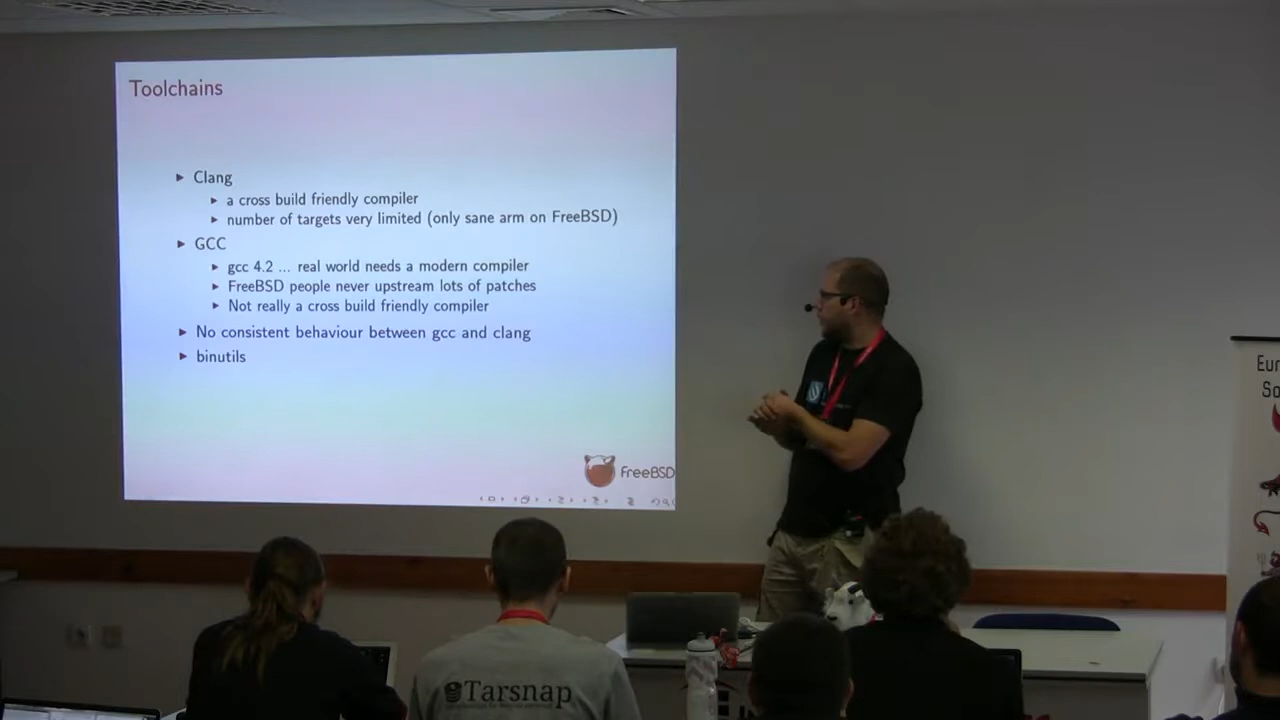 Toolchains
Clang
a cross build friendly compiler
number of targets very limited (only sane arm on FreeBSD)
GCC
gcc 4.2 ... real world needs a modern compiler
FreeBSD people never upstream lots of patches
Not really a cross build friendly compiler
No consistent behaviour between gcc and clang
binutils
FreeBSD
Tarsnap
Eur
So